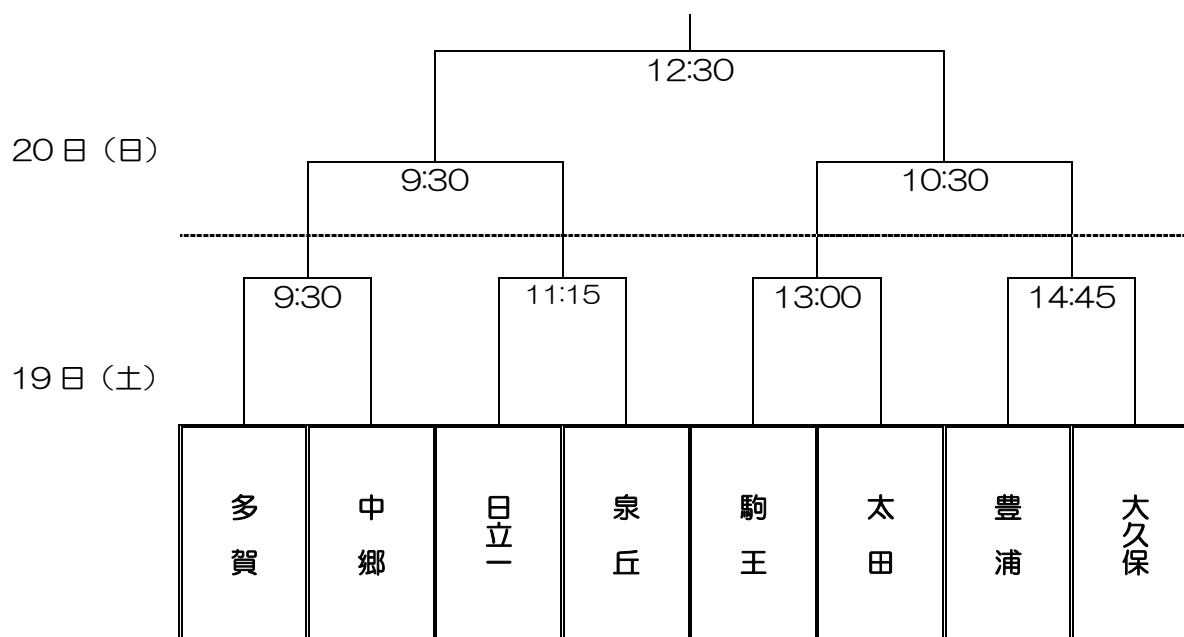 12:30
20日（日）
9:30
10:30
9:30
11:15
13:00
14:45
19日（土）
多賀
中郷
日立一
泉丘
駒王
太田
豊浦
大久保